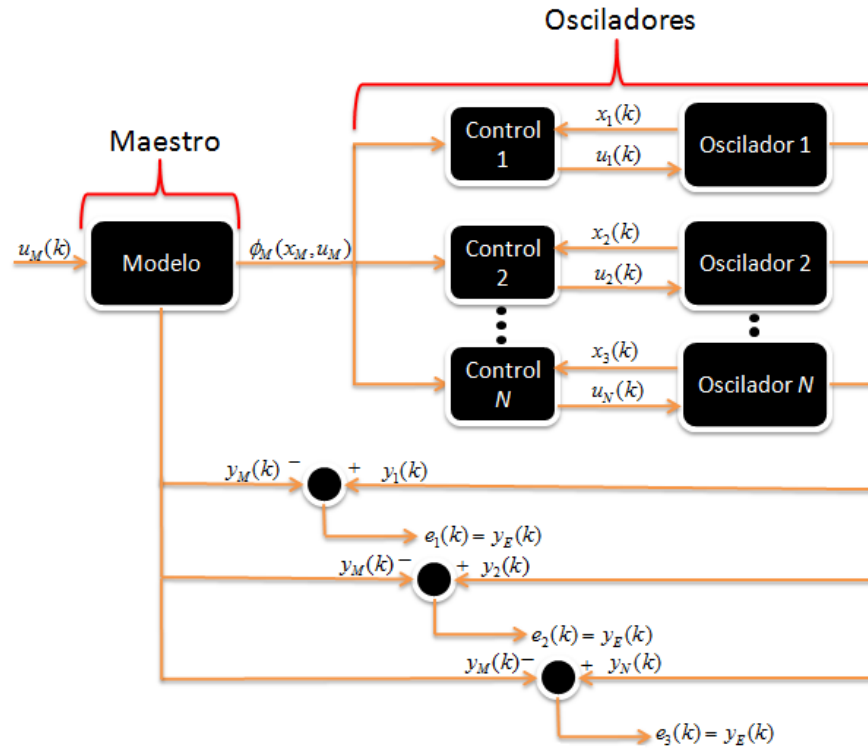 Osciladores
Maestro
u_M(k)
Modelo
ϕ_M(x_M, u_M)
Control
1
x_1(k)
u_1(k)
Oscilador 1
Control
2
x_2(k)
u_2(k)
Oscilador 2
Control
N
x_3(k)
u_N(k)
Oscilador N
y_M(k) − + y_1(k)
e_1(k) = y_E(k)
y_M(k) − + y_2(k)
e_2(k) = y_E(k)
y_M(k) − + y_N(k)
e_3(k) = y_E(k)